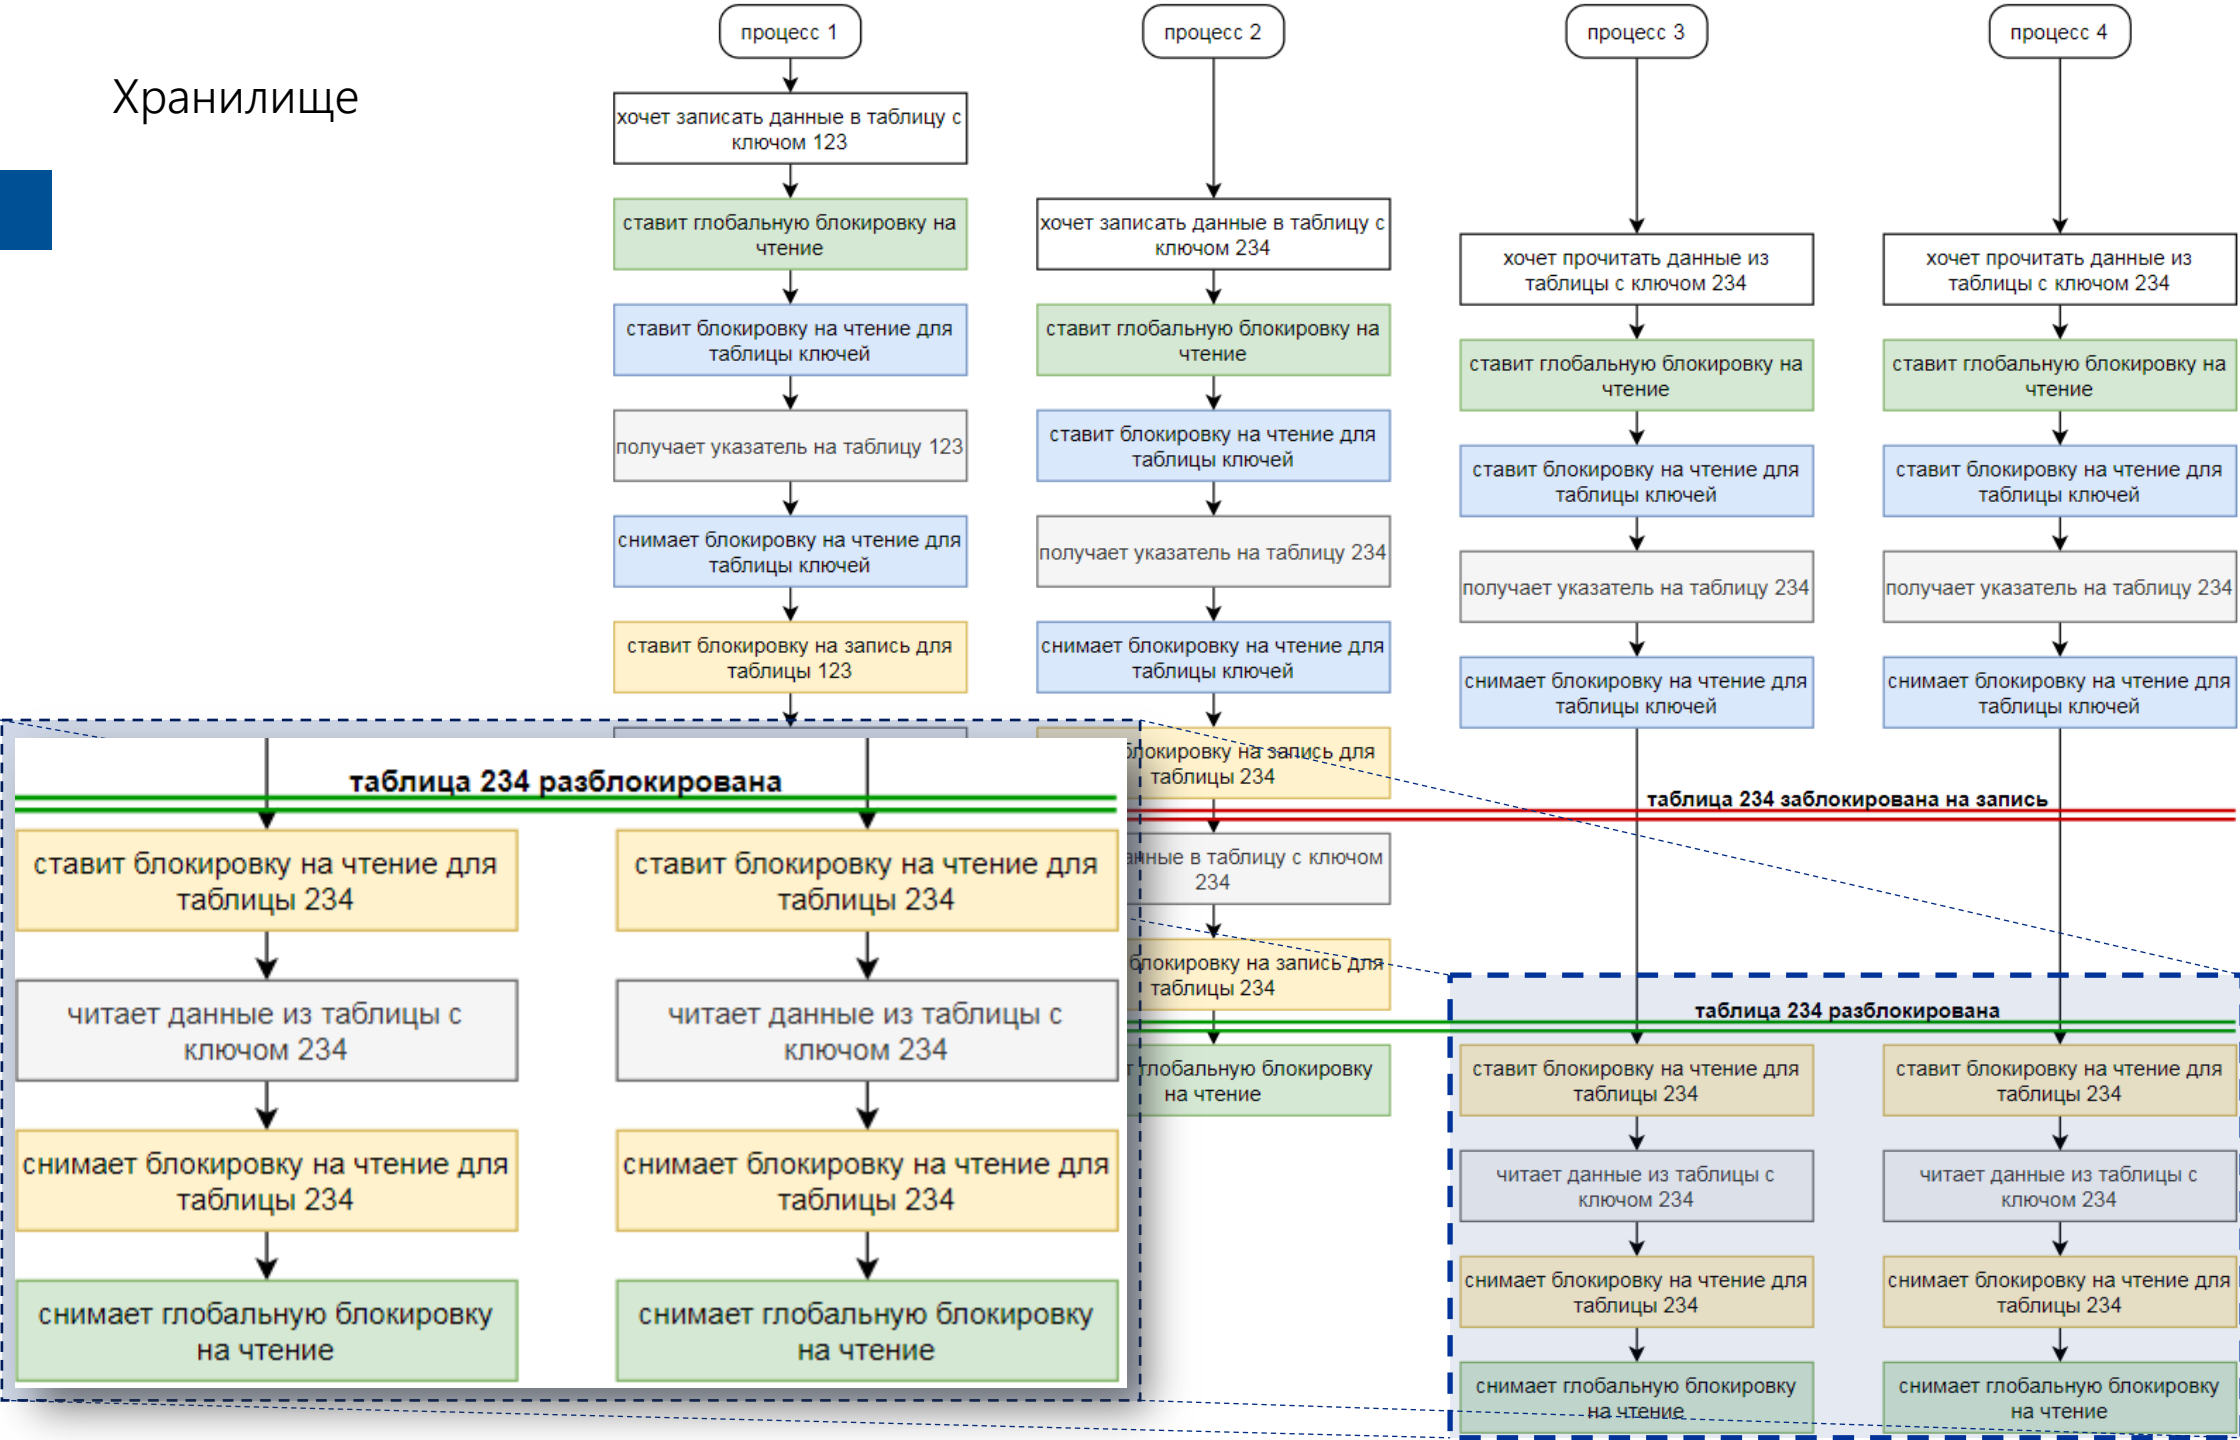 Хранилище
процесс 1
хочет записать данные в таблицу с
ключом 123
ставит глобальную блокировку на
чтение
ставит блокировку на чтение для
таблицы ключей
получает указатель на таблицу 123
снимает блокировку на чтение для
таблицы ключей
ставит блокировку на запись для
таблицы 123
процесс 2
хочет записать данные в таблицу с
ключом 234
ставит глобальную блокировку на
чтение
ставит блокировку на чтение для
таблицы ключей
получает указатель на таблицу 234
снимает блокировку на чтение для
таблицы ключей
блокировку на запись для
таблицы 234
в таблицу с ключом
234
блокировку на запись для
таблицы 234
глобальную блокировку
на чтение
процесс 3
хочет прочитать данные из
таблицы с ключом 234
ставит глобальную блокировку на
чтение
ставит блокировку на чтение для
таблицы ключей
получает указатель на таблицу 234
снимает блокировку на чтение для
таблицы ключей
процесс 4
хочет прочитать данные из
таблицы с ключом 234
ставит глобальную блокировку на
чтение
ставит блокировку на чтение для
таблицы ключей
получает указатель на таблицу 234
снимает блокировку на чтение для
таблицы ключей
таблица 234 заблокирована на запись
таблица 234 разблокирована
ставит блокировку на чтение для
таблицы 234
читает данные из таблицы с
ключом 234
снимает блокировку на чтение для
таблицы 234
снимает глобальную блокировку
на чтение
ставит блокировку на чтение для
таблицы 234
читает данные из таблицы с
ключом 234
снимает блокировку на чтение для
таблицы 234
снимает глобальную блокировку
на чтение
таблица 234 разблокирована
ставит блокировку на чтение для
таблицы 234
читает данные из таблицы с
ключом 234
снимает блокировку на чтение для
таблицы 234
снимает глобальную блокировку
на чтение
ставит блокировку на чтение для
таблицы 234
читает данные из таблицы с
ключом 234
снимает блокировку на чтение для
таблицы 234
снимает глобальную блокировку
на чтение